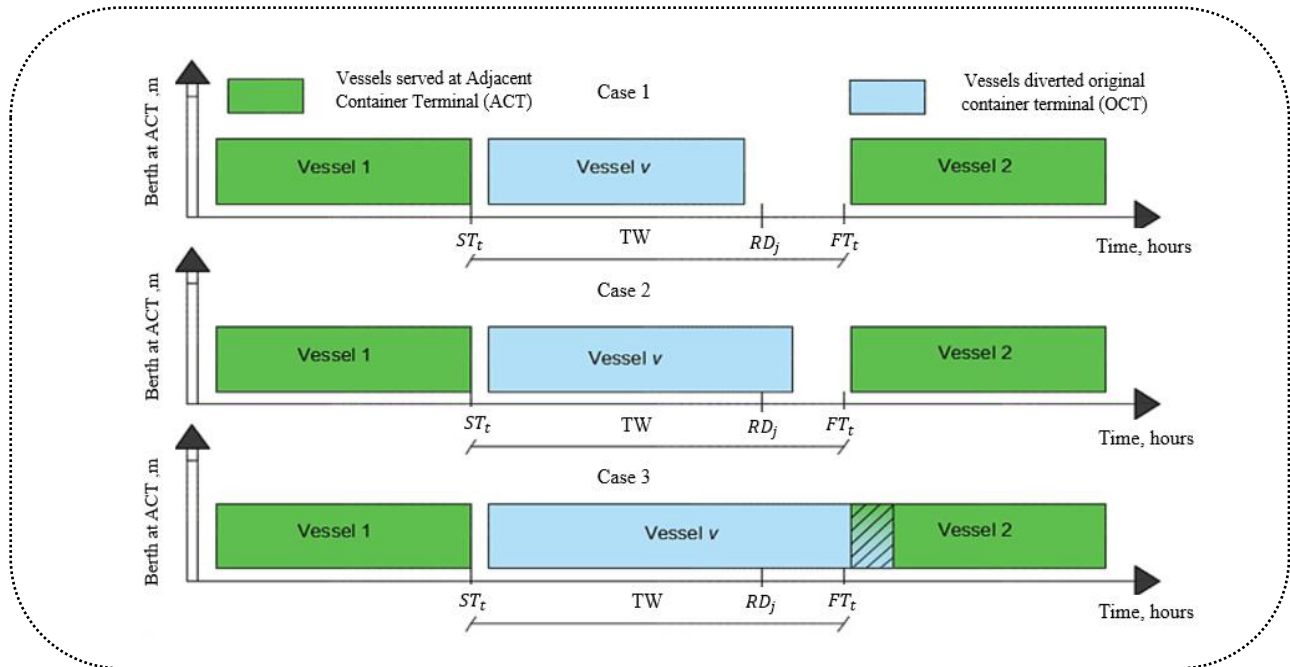 Vessels served at Adjacent
Container Terminal (ACT)
Case 1
Vessels diverted original
container terminal (OCT)
Berth at ACT ,m
Vessel 1
Vessel v
Vessel 2
ST_t
TW
RD_j
FT_t
Time, hours
Case 2
Berth at ACT ,m
Vessel 1
Vessel v
Vessel 2
ST_t
TW
RD_j
FT_t
Time, hours
Case 3
Berth at ACT ,m
Vessel 1
Vessel v
Vessel 2
ST_t
TW
RD_j
FT_t
Time, hours